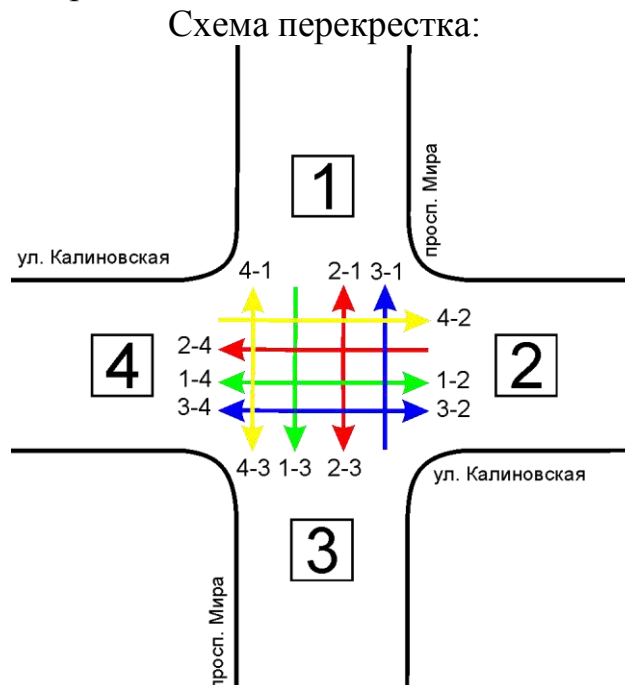 Схема перекрестка:
1
просп. Мира
ул. Калиновская
4-1 2-1 3-1
4-2
2-4
4
2
1-4 1-2
3-4 3-2
4-3 1-3 2-3
ул. Калиновская
3
просп. Мира